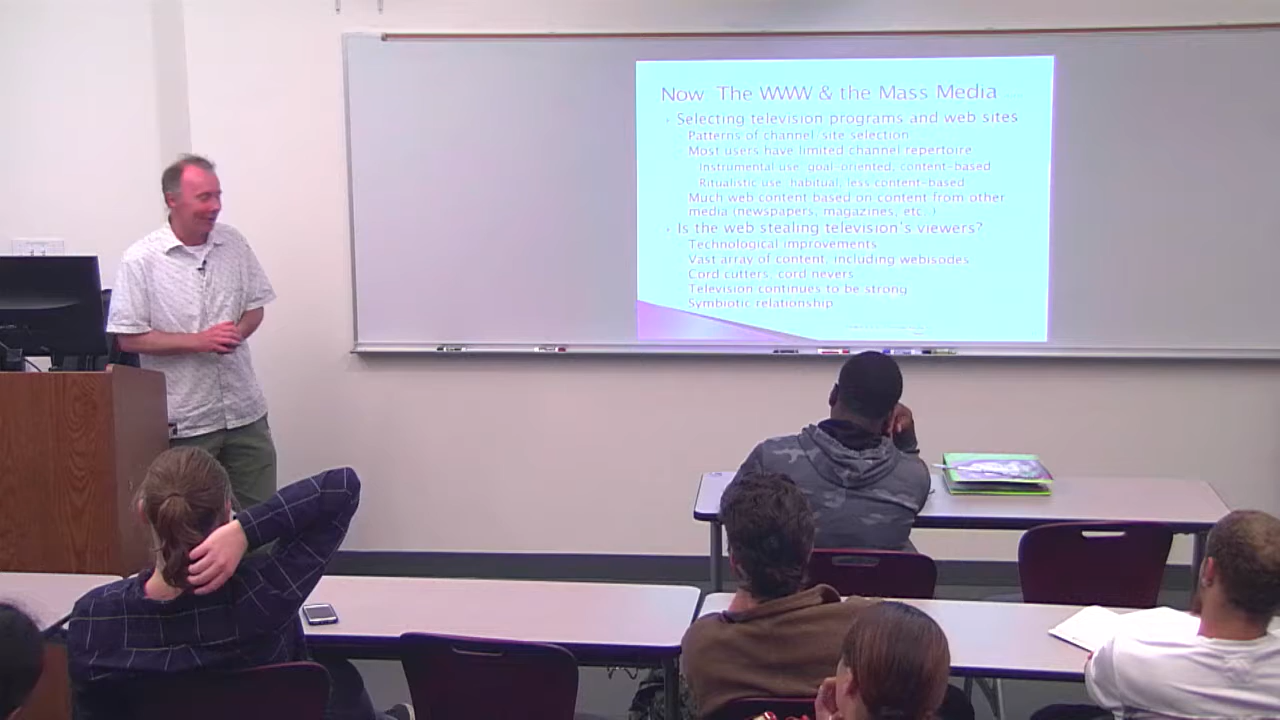 Now The WWW & the Mass Media ...
Selecting television programs and web sites
Patterns of channel, site selection
Most users have limited channel repertoire
Instrumental use: goal-oriented, content-based
Ritualistic use: habitual, less content-based
Much web content based on content from other
media (newspapers, magazines, etc..)
Is the web stealing television's viewers?
Technological improvements
Vast array of content, including webisodes
Cord cutters, cord nevers
Television continues to be strong
Symbiotic relationship